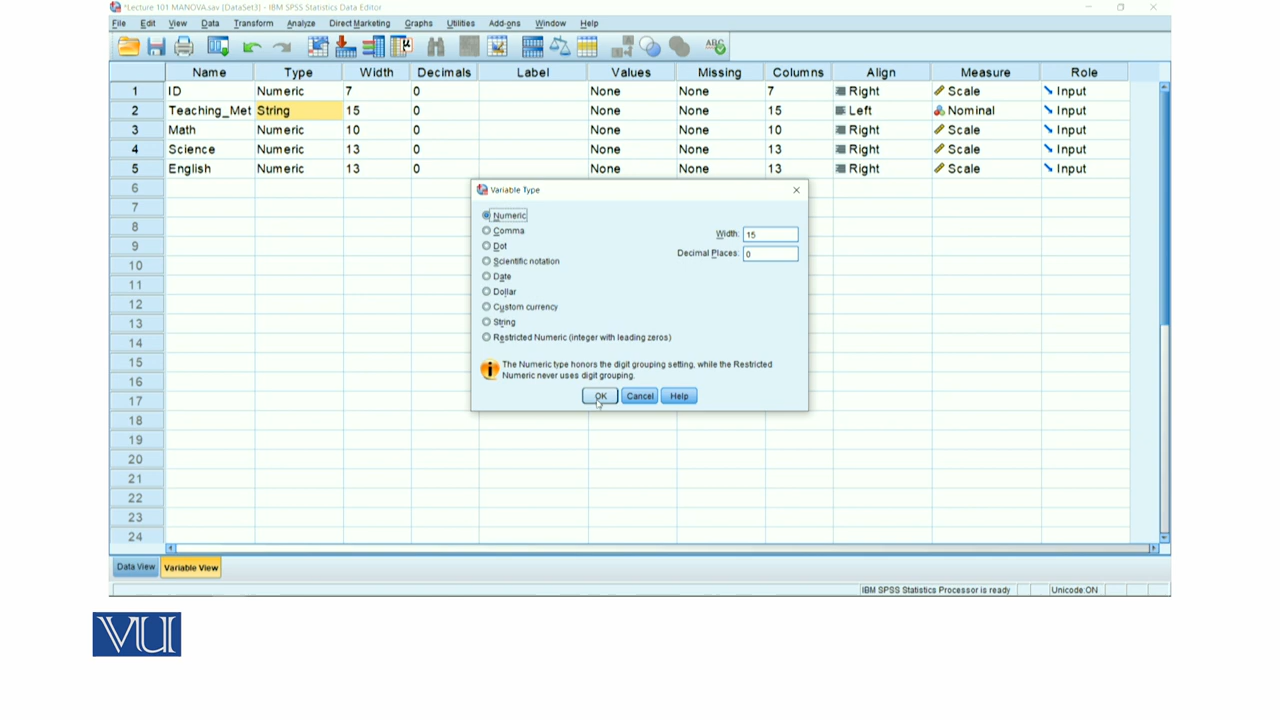 *Lecture 101 MANOVA.sav [DataSet3] - IBM SPSS Statistics Data Editor
File Edit View Data Transform Analyze Direct Marketing Graphs Utilities Add-ons Window Help
Name Type Width Decimals Label Values Missing Columns Align Measure Role
1 ID Numeric 7 0 None None 7 Right Scale Input
2 Teaching_Met String 15 0 None None 15 Left Nominal Input
3 Math Numeric 10 0 None None 10 Right Scale Input
4 Science Numeric 13 0 None None 13 Right Scale Input
5 English Numeric 13 0 None None 13 Right Scale Input
6
7
8
9
10
11
12
13
14
15
16
17
18
19
20
21
22
23
24
Variable Type
Numeric
Comma
Dot
Scientific notation
Date
Dollar
Custom currency
String
Restricted Numeric (integer with leading zeros)
Width: 15
Decimal Places: 0
The Numeric type honors the digit grouping setting, while the Restricted
Numeric never uses digit grouping.
OK Cancel Help
Data View Variable View
IBM SPSS Statistics Processor is ready Unicode:ON
VU